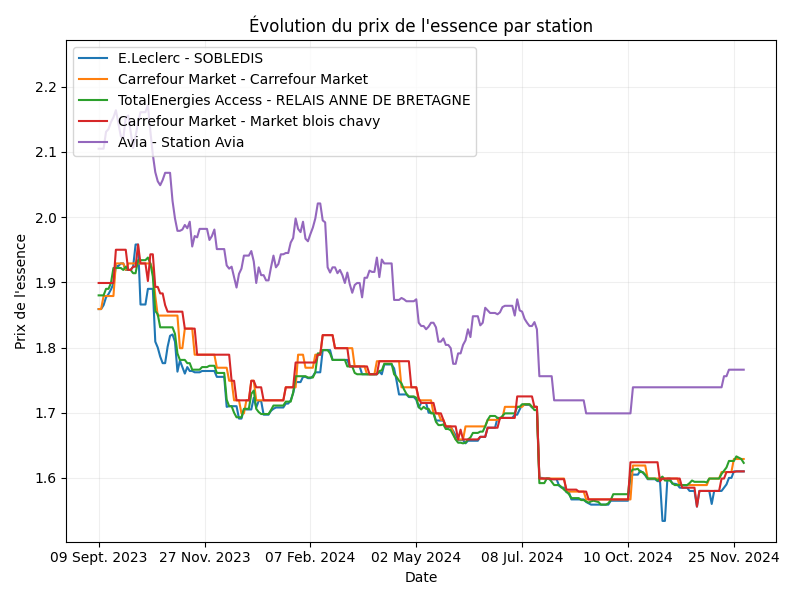 Évolution du prix de l'essence par station
E.Leclerc - SOBLEDIS
Carrefour Market - Carrefour Market
TotalEnergies Access - RELAIS ANNE DE BRETAGNE
Carrefour Market - Market blois chavy
Avia - Station Avia
Prix de l'essence
2.2
2.1
2.0
1.9
1.8
1.7
1.6
09 Sept. 2023 27 Nov. 2023 07 Feb. 2024 02 May. 2024 08 Jul. 2024 10 Oct. 2024 25 Nov. 2024
Date